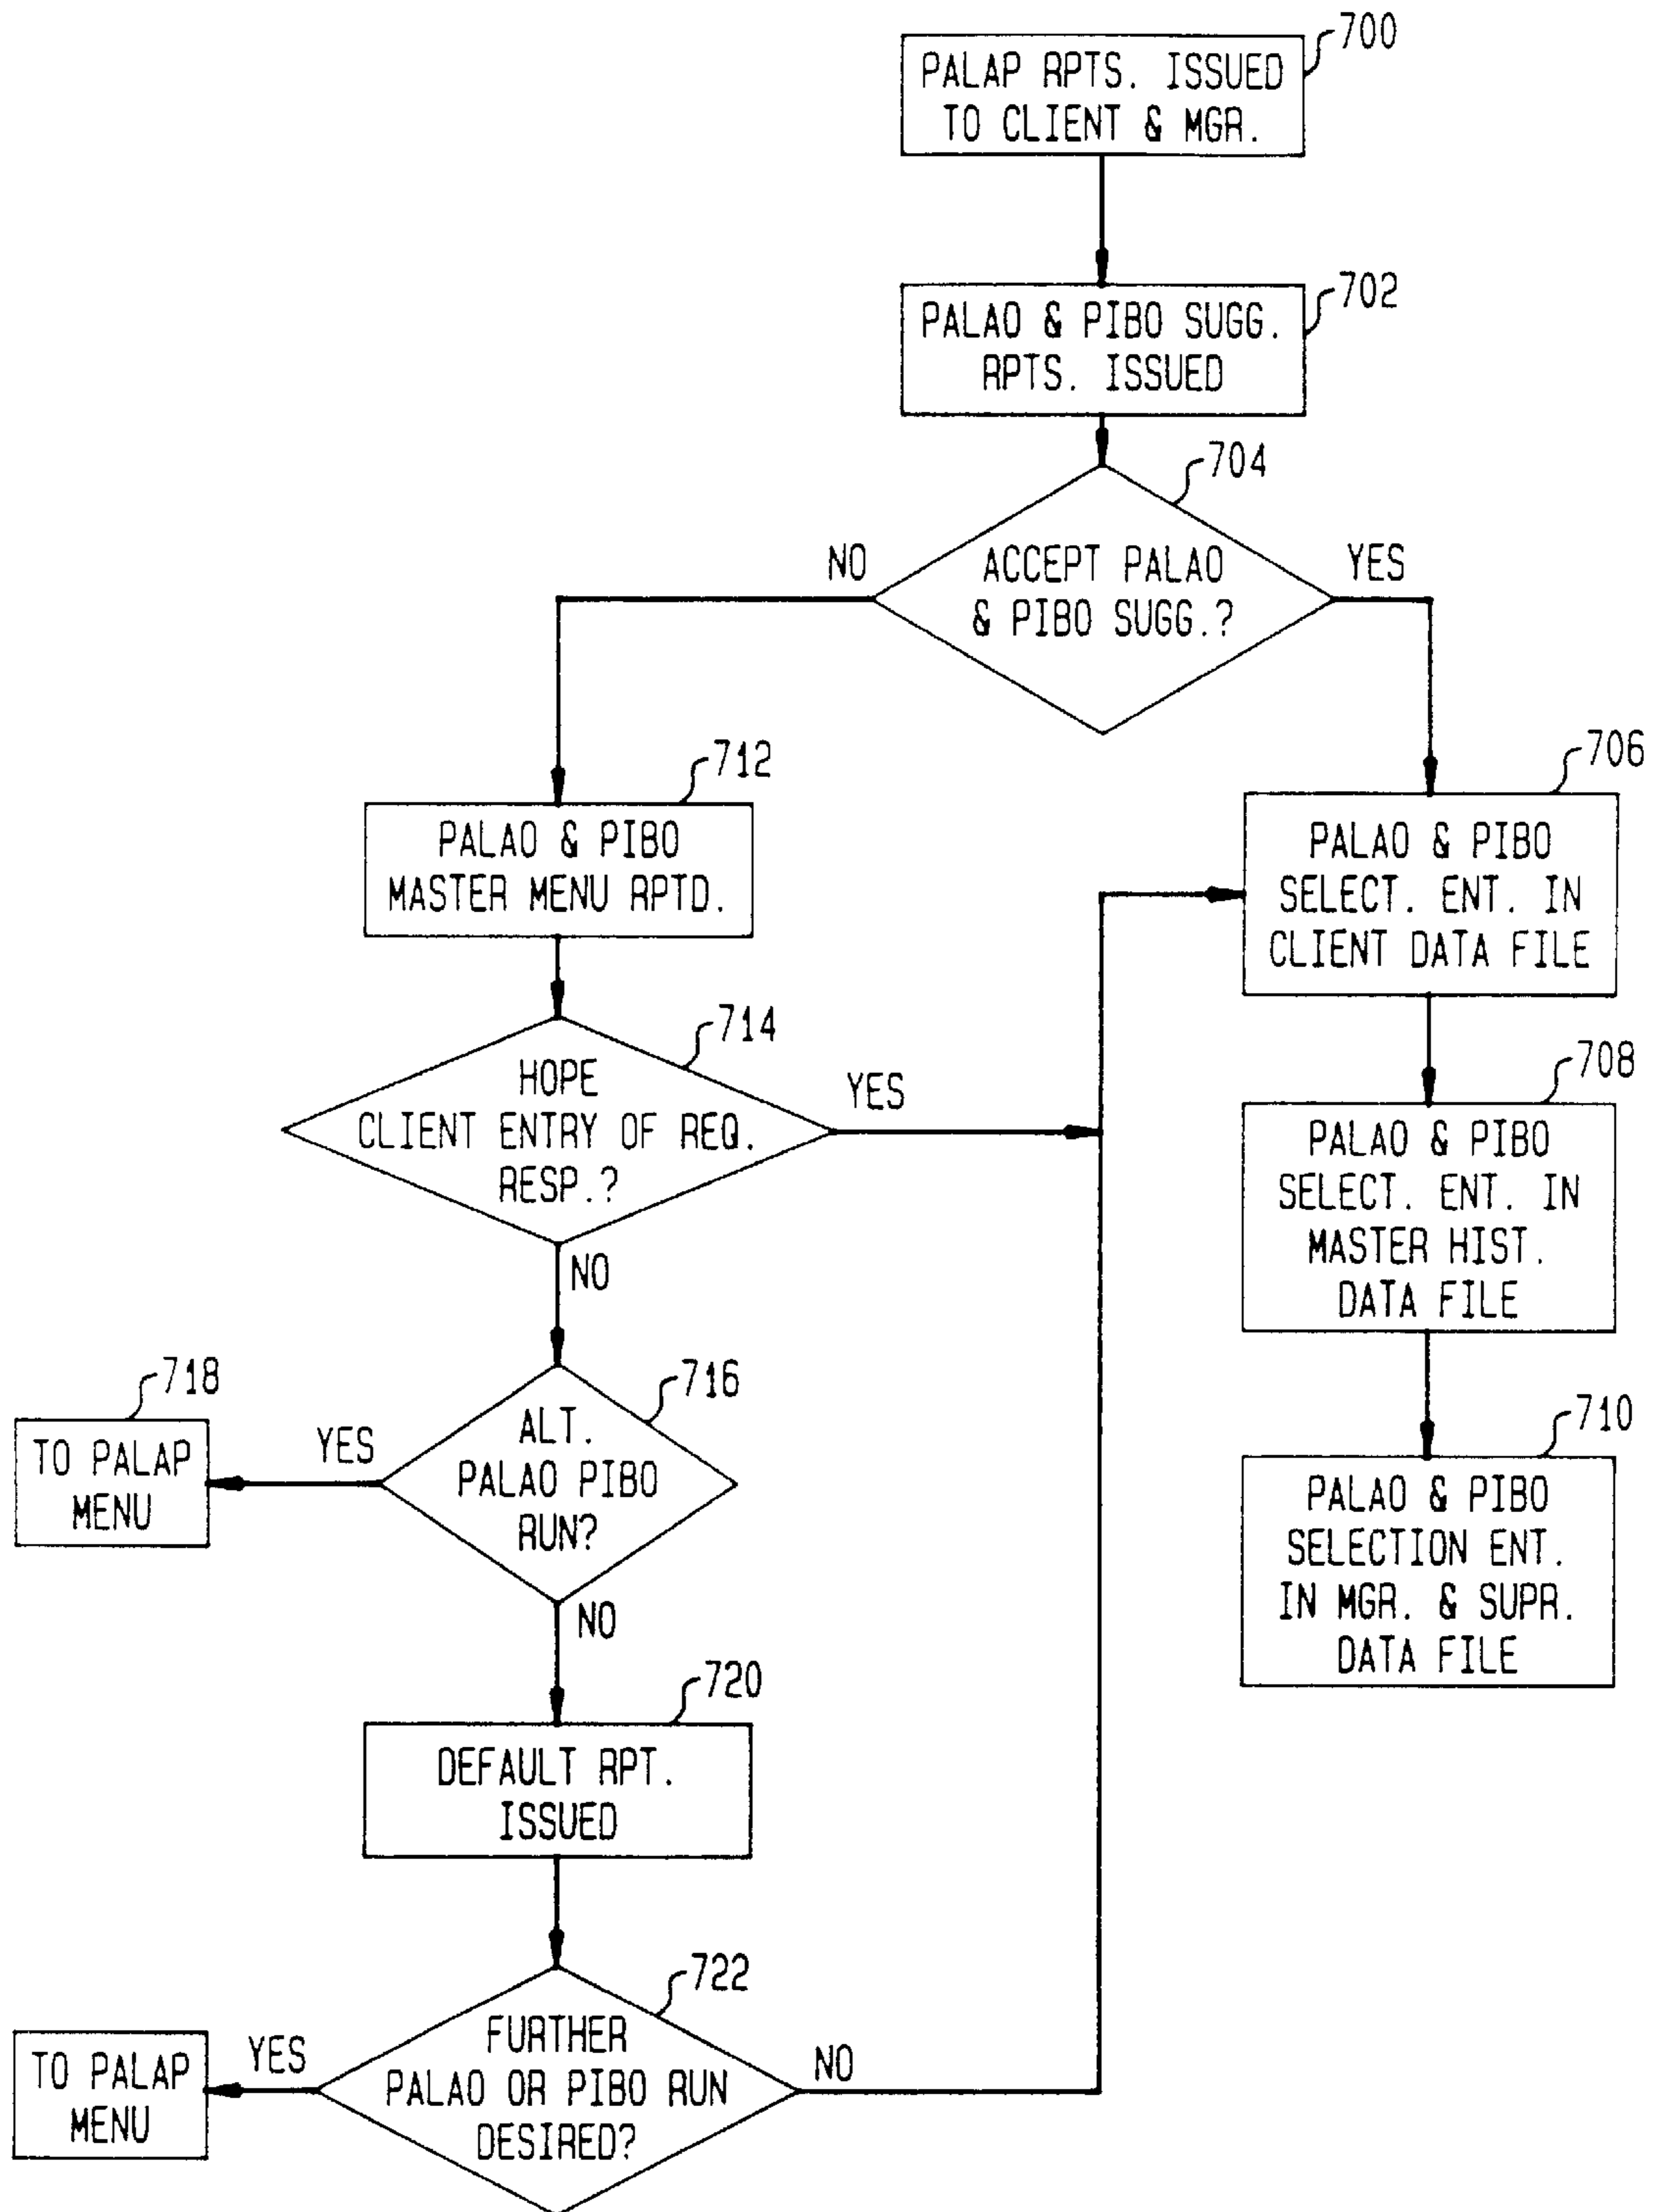 700
PALAP RPTS. ISSUED
TO CLIENT & MGR.
702
PALAO & PIBO SUGG.
RPTS. ISSUED
704
NO
ACCEPT PALAO
& PIBO SUGG.?
YES
712
PALAO & PIBO
MASTER MENU RPTD.
706
PALAO & PIBO
SELECT. ENT. IN
CLIENT DATA FILE
714
HOPE
CLIENT ENTRY OF REQ.
RESP.?
YES
NO
708
PALAO & PIBO
SELECT. ENT. IN
MASTER HIST.
DATA FILE
718
TO PALAP
MENU
YES
716
ALT.
PALAO PIBO
RUN?
NO
710
PALAO & PIBO
SELECTION ENT.
IN MGR. & SUPR.
DATA FILE
720
DEFAULT RPT.
ISSUED
722
TO PALAP
MENU
YES
FURTHER
PALAO OR PIBO RUN
DESIRED?
NO